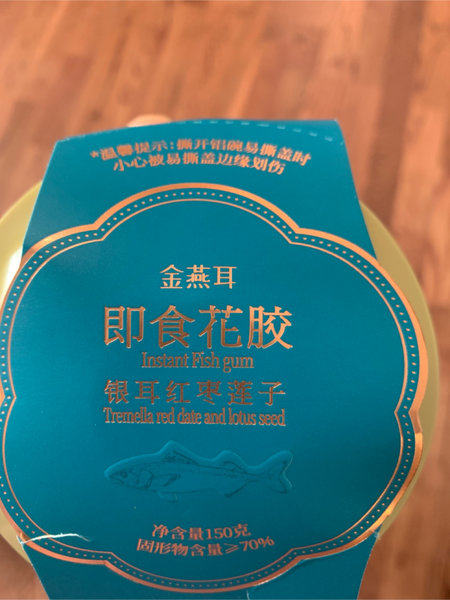 *温馨提示:撕开铝碗易撕盖时
小心被易撕盖边缘划伤
金燕耳
即食花胶
Instant Fish gum
银耳红枣莲子
Tremella red date and lotus seed
净含量150克
固形物含量≥70%